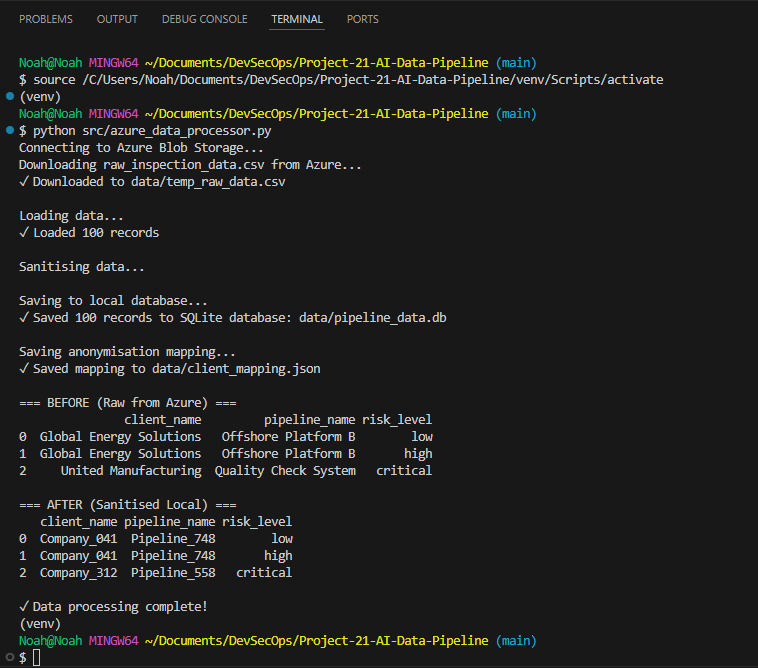 PROBLEMS OUTPUT DEBUG CONSOLE TERMINAL PORTS
Noah@Noah MINGW64 ~/Documents/DevSecOps/Project-21-AI-Data-Pipeline (main)
$ source /C/Users/Noah/Documents/DevSecOps/Project-21-AI-Data-Pipeline/venv/Scripts/activate
(venv)
Noah@Noah MINGW64 ~/Documents/DevSecOps/Project-21-AI-Data-Pipeline (main)
$ python src/azure_data_processor.py
Connecting to Azure Blob Storage...
Downloading raw_inspection_data.csv from Azure...
✓ Downloaded to data/temp_raw_data.csv
Loading data...
✓ Loaded 100 records
Sanitising data...
Saving to local database...
✓ Saved 100 records to SQLite database: data/pipeline_data.db
Saving anonymisation mapping...
✓ Saved mapping to data/client_mapping.json
=== BEFORE (Raw from Azure) ===
client_name pipeline_name risk_level
0 Global Energy Solutions Offshore Platform B low
1 Global Energy Solutions Offshore Platform B high
2 United Manufacturing Quality Check System critical
=== AFTER (Sanitised Local) ===
client_name pipeline_name risk_level
0 Company_041 Pipeline_748 low
1 Company_041 Pipeline_748 high
2 Company_312 Pipeline_558 critical
✓ Data processing complete!
(venv)
Noah@Noah MINGW64 ~/Documents/DevSecOps/Project-21-AI-Data-Pipeline (main)
$